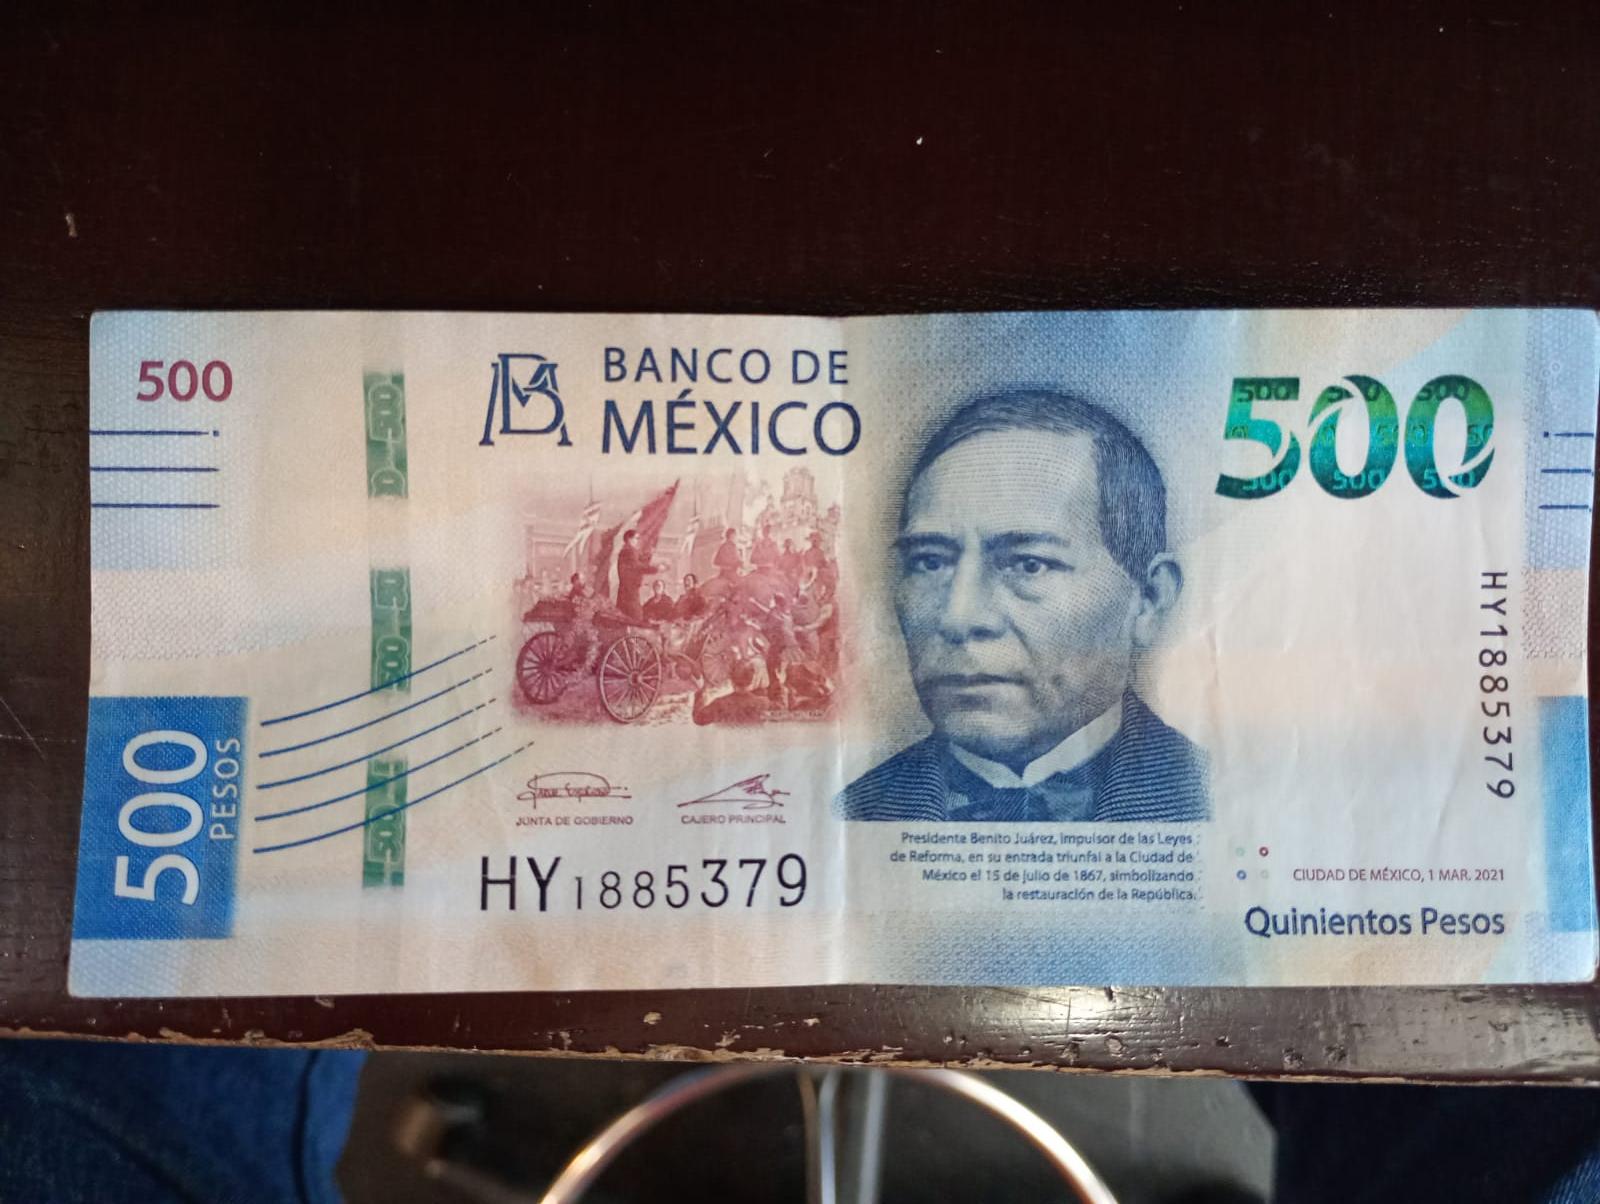 500
BM
BANCO DE
MÉXICO
500
500
PESOS
JUNTA DE GOBIERNO
CAJERO PRINCIPAL
HY1885379
HY1885379
Presidente Benito Juárez, impulsor de las Leyes
de Reforma, en su entrada triunfal a la Ciudad de
México el 15 de julio de 1867, simbolizando
la restauración de la República.
CIUDAD DE MÉXICO, 1 MAR. 2021
Quinientos Pesos